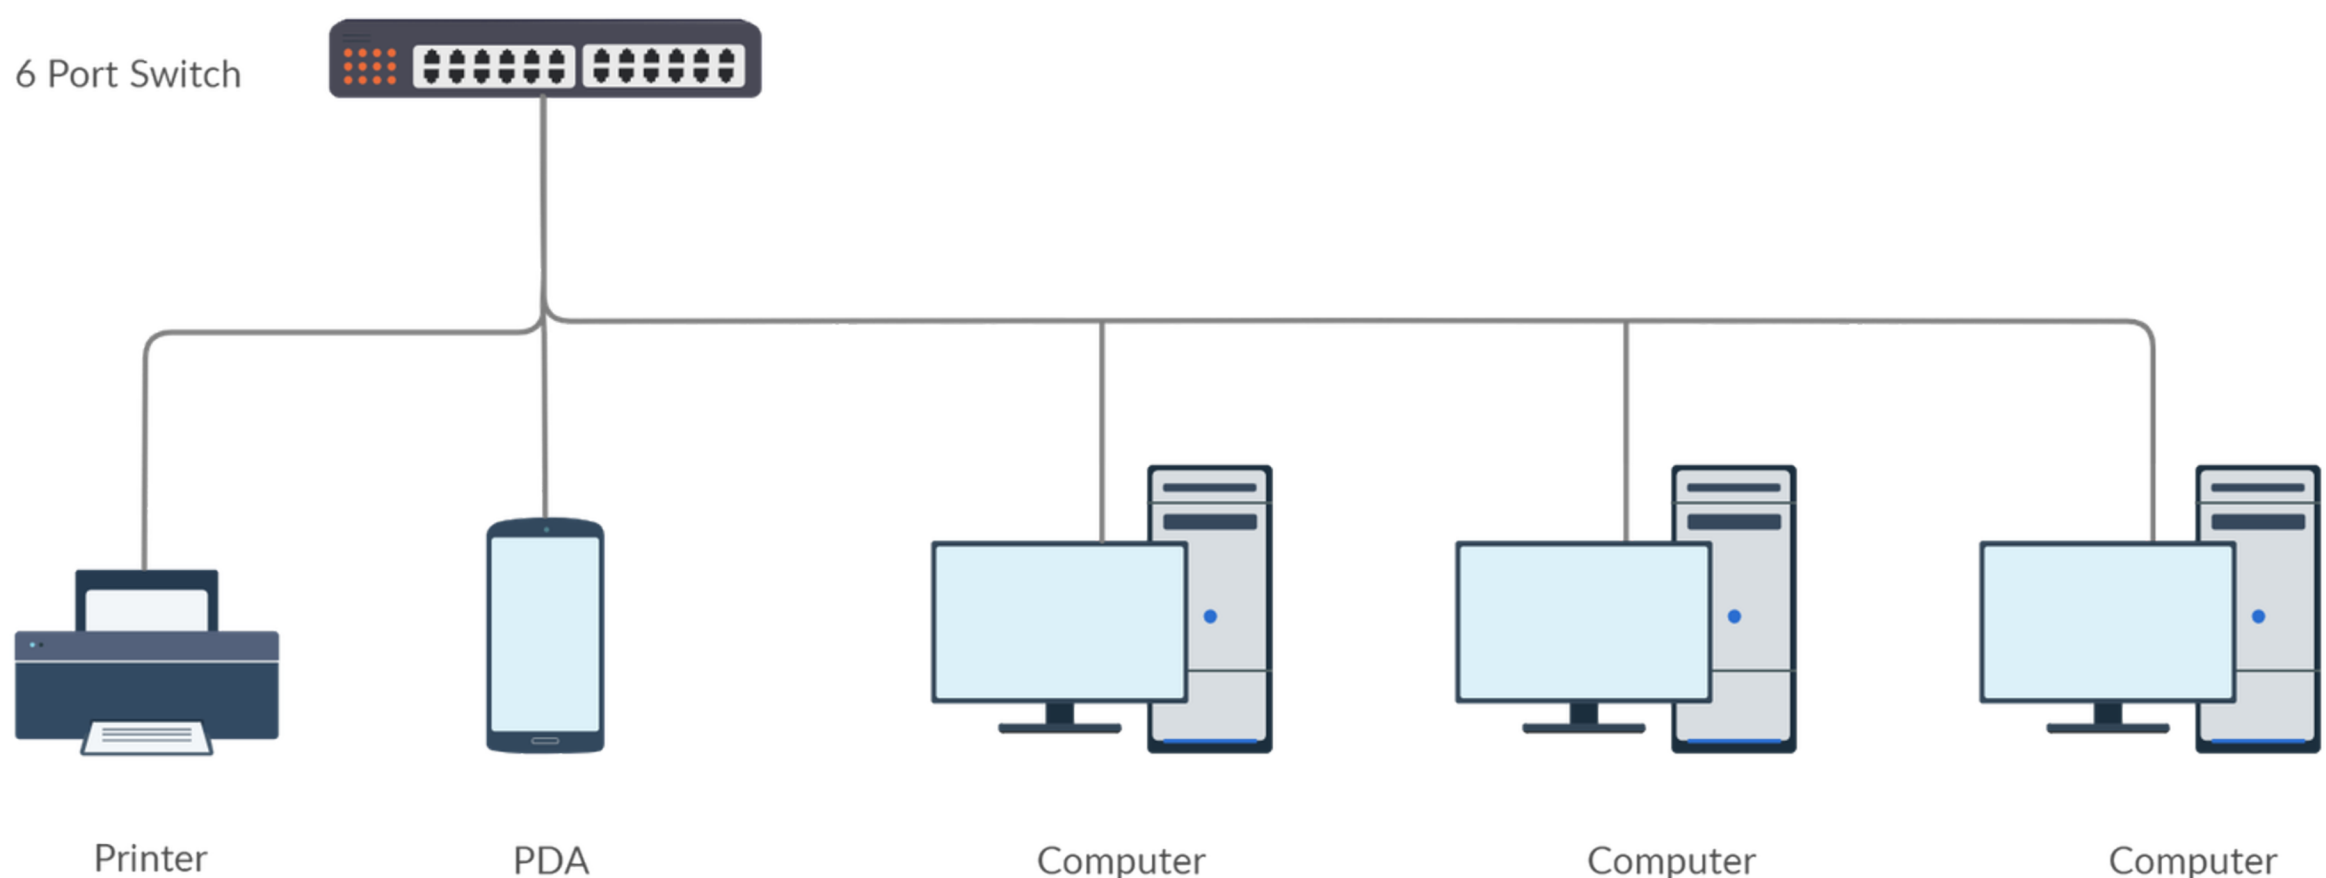 6 Port Switch
Printer
PDA
Computer
Computer
Computer